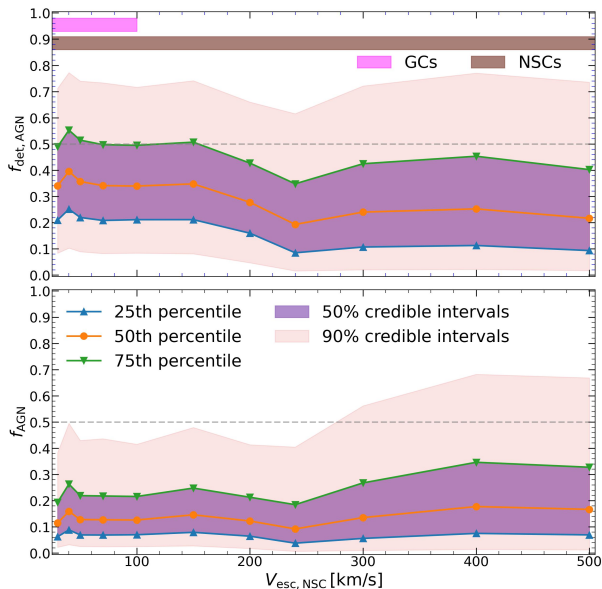 1.0
0.9
0.8
0.7
0.6
0.5
0.4
0.3
0.2
0.1
0.0
f_det, AGN
GCs NSCs
1.0
0.9
0.8
0.7
0.6
0.5
0.4
0.3
0.2
0.1
0.0
f_AGN
25th percentile 50% credible intervals
50th percentile 90% credible intervals
75th percentile
100 200 300 400 500
V_esc, NSC [km/s]